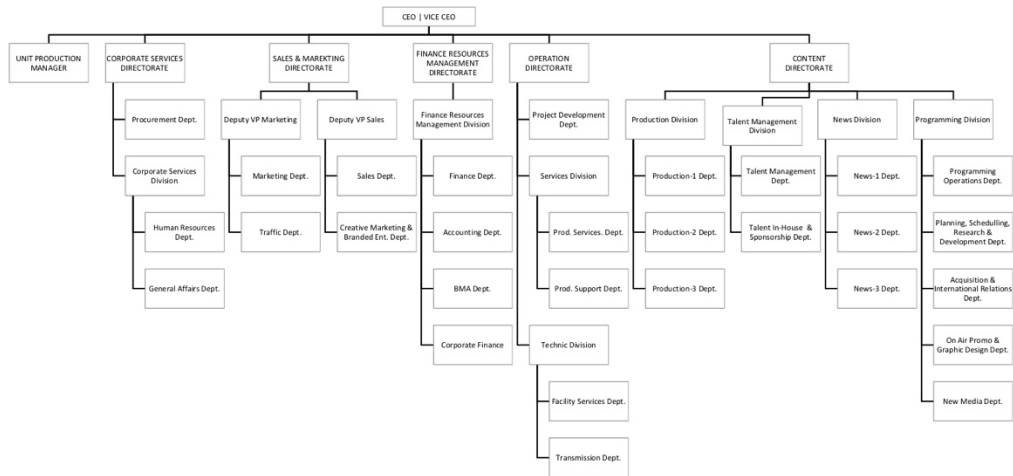 CEO | VICE CEO
UNIT PRODUCTION
MANAGER
CORPORATE SERVICES
DIRECTORATE
SALES & MAREKTING
DIRECTORATE
FINANCE RESOURCES
MANAGEMENT
DIRECTORATE
OPERATION
DIRECTORATE
CONTENT
DIRECTORATE
Procurement Dept.
Corporate Services
Division
Human Resources
Dept.
General Affairs Dept.
Deputy VP Marketing
Marketing Dept.
Traffic Dept.
Deputy VP Sales
Sales Dept.
Creative Marketing &
Branded Ent. Dept.
Finance Resources
Management Division
Finance Dept.
Accounting Dept.
BMA Dept.
Corporate Finance
Project Development
Dept.
Services Division
Prod. Services. Dept.
Prod. Support Dept.
Technic Division
Facility Services Dept.
Transmission Dept.
Production Division
Production-1 Dept.
Production-2 Dept.
Production-3 Dept.
Talent Management
Division
Talent Management
Dept.
Talent In-House &
Sponsorship Dept.
News Division
News-1 Dept.
News-2 Dept.
News-3 Dept.
Programming Division
Programming
Operations Dept.
Planning, Schedulling,
Research &
Development Dept.
Acquisition &
International Relations
Dept.
On Air Promo &
Graphic Design Dept.
New Media Dept.